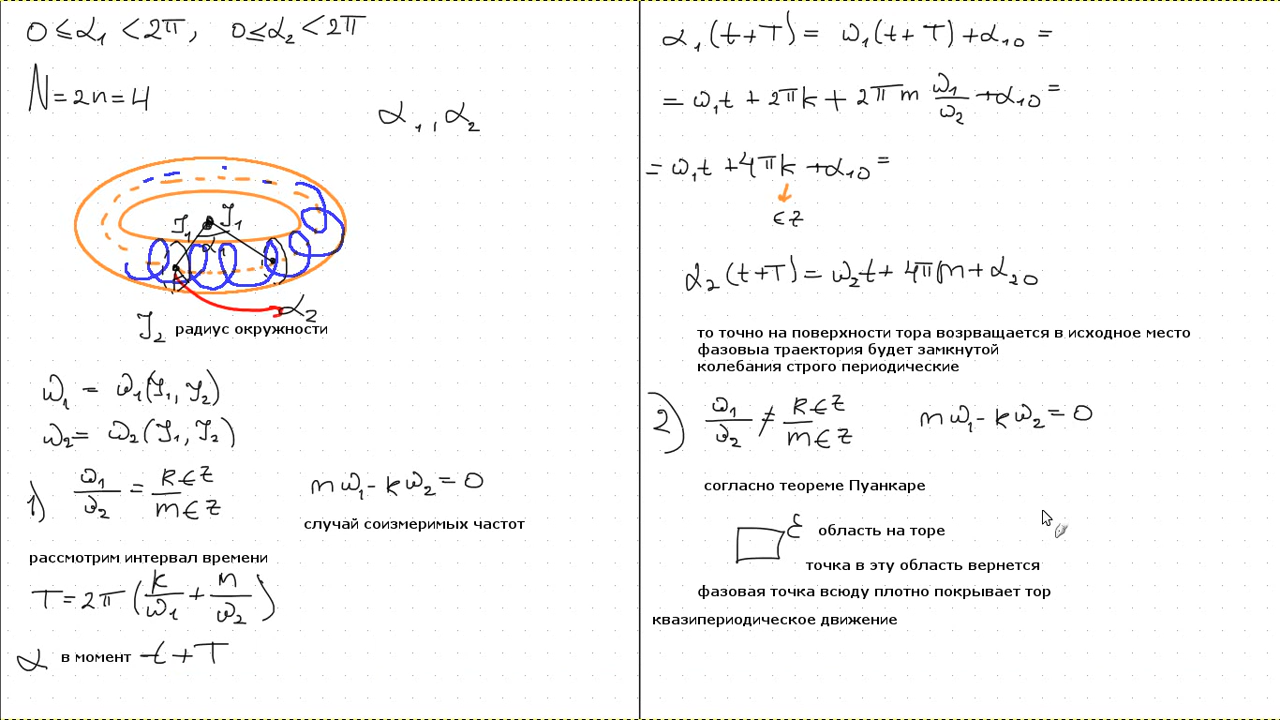 0 ≤ α₁ < 2π, 0 ≤ α₂ < 2π
N = 2n = 4
α₁, α₂
J₁ J₁
α₁
α₂
J₂ радиус окружности
ω₁ = ω₁(J₁, J₂)
ω₂ = ω₂(J₁, J₂)
1) ω₁/ω₂ = k∈Z/m∈Z mω₁ - kω₂ = 0
случай соизмеримых частот
рассмотрим интервал времени
T = 2π (k/ω₁ + m/ω₂)
α в момент t + T
α₁(t+T) = ω₁(t+T) + α₁₀ =
= ω₁t + 2πk + 2πm ω₁/ω₂ + α₁₀ =
= ω₁t + 4πk + α₁₀ =
∈Z
α₂(t+T) = ω₂t + 4πm + α₂₀
то точно на поверхности тора возрващается в исходное место
фазовыа траектория будет замкнутой
колебания строго периодические
2) ω₁/ω₂ ≠ k∈Z/m∈Z mω₁ - kω₂ = 0
согласно теореме Пуанкаре
ε область на торе
точка в эту область вернется
фазовая точка всюду плотно покрывает тор
квазипериодическое движение